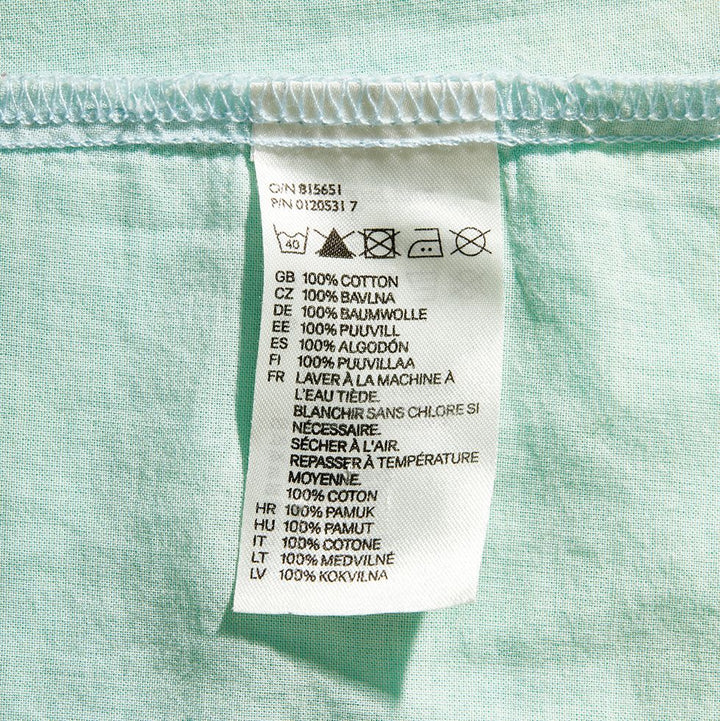 O/N 815651
P/N 0120531 7
40
GB 100% COTTON
CZ 100% BAVLNA
DE 100% BAUMWOLLE
EE 100% PUUVILL
ES 100% ALGODÓN
FI 100% PUUVILLAA
FR LAVER À LA MACHINE À
L'EAU TIÈDE.
BLANCHIR SANS CHLORE SI
NÉCESSAIRE.
SÉCHER À L'AIR.
REPASSER À TEMPÉRATURE
MOYENNE.
100% COTON
HR 100% PAMUK
HU 100% PAMUT
IT 100% COTONE
LT 100% MEDVILNÉ
LV 100% KOKVILNA